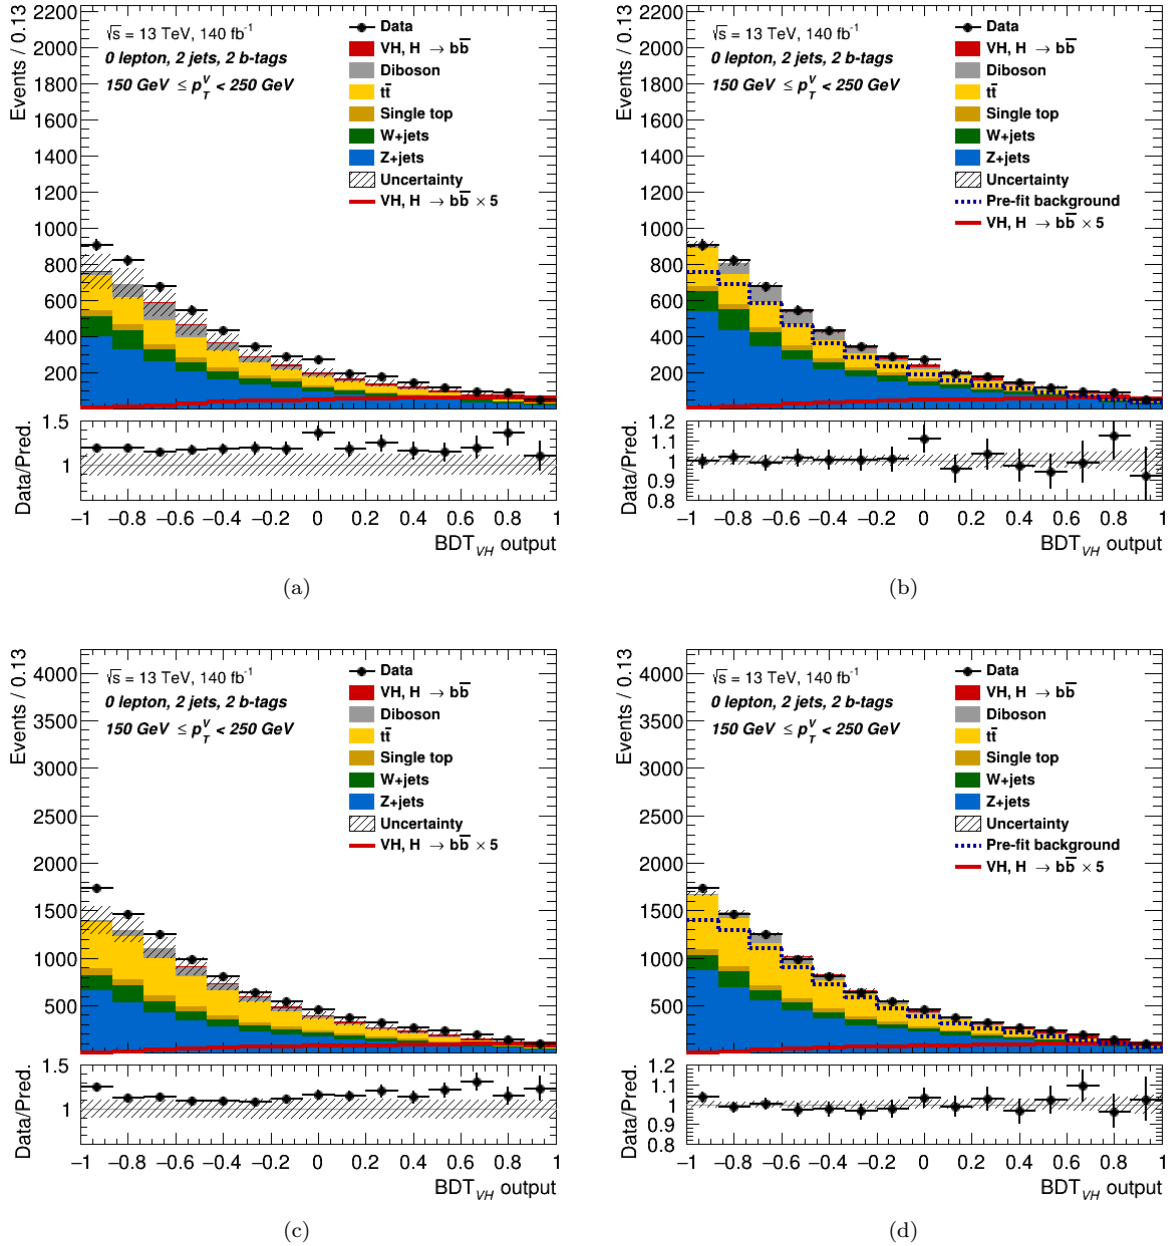 Events / 0.13
2200
2000
1800
1600
1400
1200
1000
800
600
400
200
√s = 13 TeV, 140 fb⁻¹
0 lepton, 2 jets, 2 b-tags
150 GeV ≤ p_T^V < 250 GeV
Data
VH, H → bb̅
Diboson
tt̅
Single top
W+jets
Z+jets
Uncertainty
VH, H → bb̅ × 5
Data/Pred.
1.5
1
−1 −0.8 −0.6 −0.4 −0.2 0 0.2 0.4 0.6 0.8 1
BDT_VH output
(a)
Events / 0.13
2200
2000
1800
1600
1400
1200
1000
800
600
400
200
√s = 13 TeV, 140 fb⁻¹
0 lepton, 2 jets, 2 b-tags
150 GeV ≤ p_T^V < 250 GeV
Data
VH, H → bb̅
Diboson
tt̅
Single top
W+jets
Z+jets
Uncertainty
Pre-fit background
VH, H → bb̅ × 5
Data/Pred.
1.2
1.1
1
0.9
0.8
−1 −0.8 −0.6 −0.4 −0.2 0 0.2 0.4 0.6 0.8 1
BDT_VH output
(b)
Events / 0.13
4000
3500
3000
2500
2000
1500
1000
500
√s = 13 TeV, 140 fb⁻¹
0 lepton, 2 jets, 2 b-tags
150 GeV ≤ p_T^V < 250 GeV
Data
VH, H → bb̅
Diboson
tt̅
Single top
W+jets
Z+jets
Uncertainty
VH, H → bb̅ × 5
Data/Pred.
1.5
1
−1 −0.8 −0.6 −0.4 −0.2 0 0.2 0.4 0.6 0.8 1
BDT_VH output
(c)
Events / 0.13
4000
3500
3000
2500
2000
1500
1000
500
√s = 13 TeV, 140 fb⁻¹
0 lepton, 2 jets, 2 b-tags
150 GeV ≤ p_T^V < 250 GeV
Data
VH, H → bb̅
Diboson
tt̅
Single top
W+jets
Z+jets
Uncertainty
Pre-fit background
VH, H → bb̅ × 5
Data/Pred.
1.2
1.1
1
0.9
0.8
−1 −0.8 −0.6 −0.4 −0.2 0 0.2 0.4 0.6 0.8 1
BDT_VH output
(d)